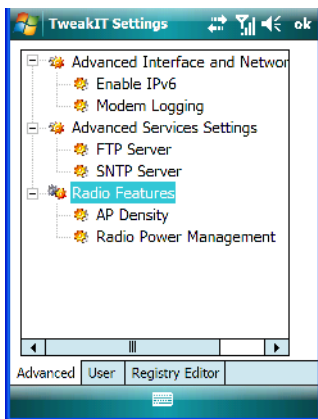 TweakIT Settings ok
Advanced Interface and Networ
Enable IPv6
Modem Logging
Advanced Services Settings
FTP Server
SNTP Server
Radio Features
AP Density
Radio Power Management
Advanced User Registry Editor